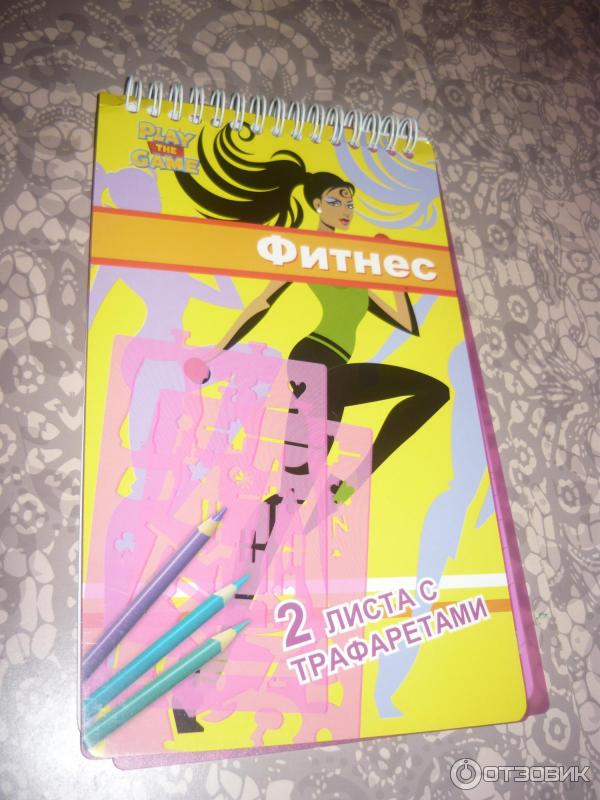 PLAY
THE
GAME
Фитнес
2 ЛИСТА С
ТРАФАРЕТАМИ
ОТЗОВИК